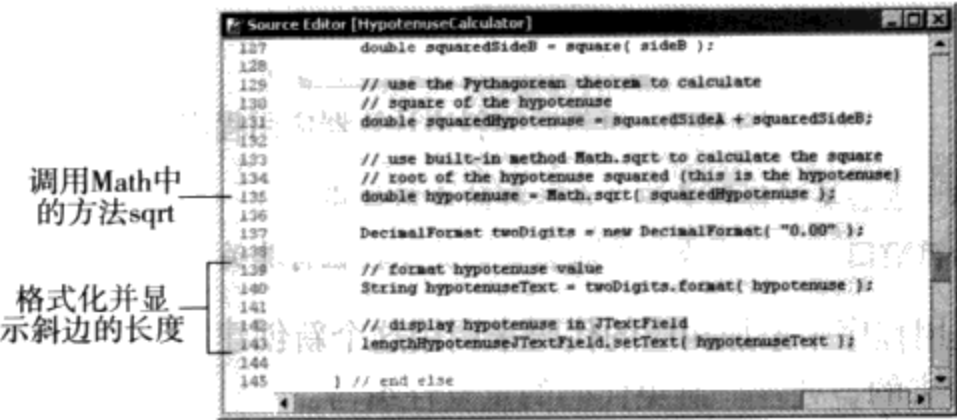 Source Editor [HypotenuseCalculator]
127 double squaredSideB = square( sideB );
128
129 // use the Pythagorean theorem to calculate
130 // square of the hypotenuse
131 double squaredHypotenuse = squaredSideA + squaredSideB;
132
133 // use built-in method Math.sqrt to calculate the square
134 // root of the hypotenuse squared (this is the hypotenuse)
调用Math中
的方法sqrt
135 double hypotenuse = Math.sqrt( squaredHypotenuse );
136
137 DecimalFormat twoDigits = new DecimalFormat( "0.00" );
138
139 // format hypotenuse value
格式化并显
示斜边的长度
140 String hypotenuseText = twoDigits.format( hypotenuse );
141
142 // display hypotenuse in JTextField
143 lengthHypotenuseJTextField.setText( hypotenuseText );
144
145 } // end else